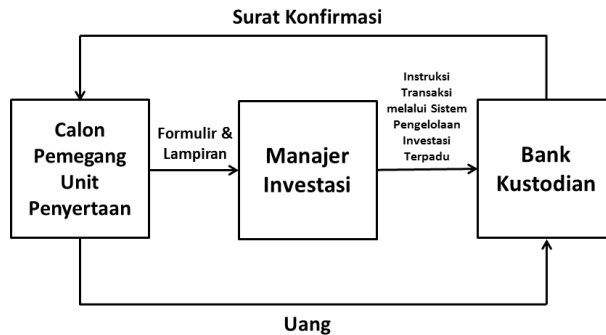 Surat Konfirmasi
Calon
Pemegang
Unit
Penyertaan
Formulir &
Lampiran
Manajer
Investasi
Instruksi
Transaksi
melalui Sistem
Pengelolaan
Investasi
Terpadu
Bank
Kustodian
Uang